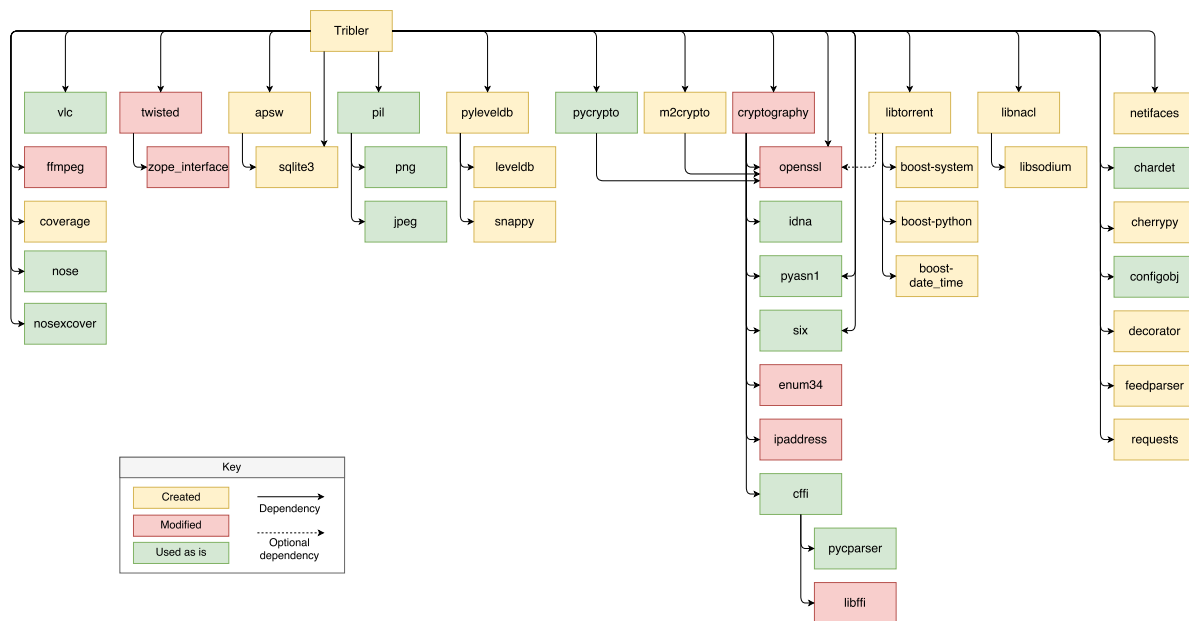 Tribler
vlc
twisted
apsw
pil
pyleveldb
pycrypto
m2crypto
cryptography
libtorrent
libnacl
netifaces
ffmpeg
zope_interface
sqlite3
png
leveldb
openssl
boost-system
libsodium
chardet
coverage
jpeg
snappy
idna
boost-python
cherrypy
nose
pyasn1
boost-
date_time
configobj
nosexcover
six
decorator
enum34
feedparser
ipaddress
requests
Key
Created
Dependency
Modified
Optional
dependency
Used as is
cffi
pycparser
libffi